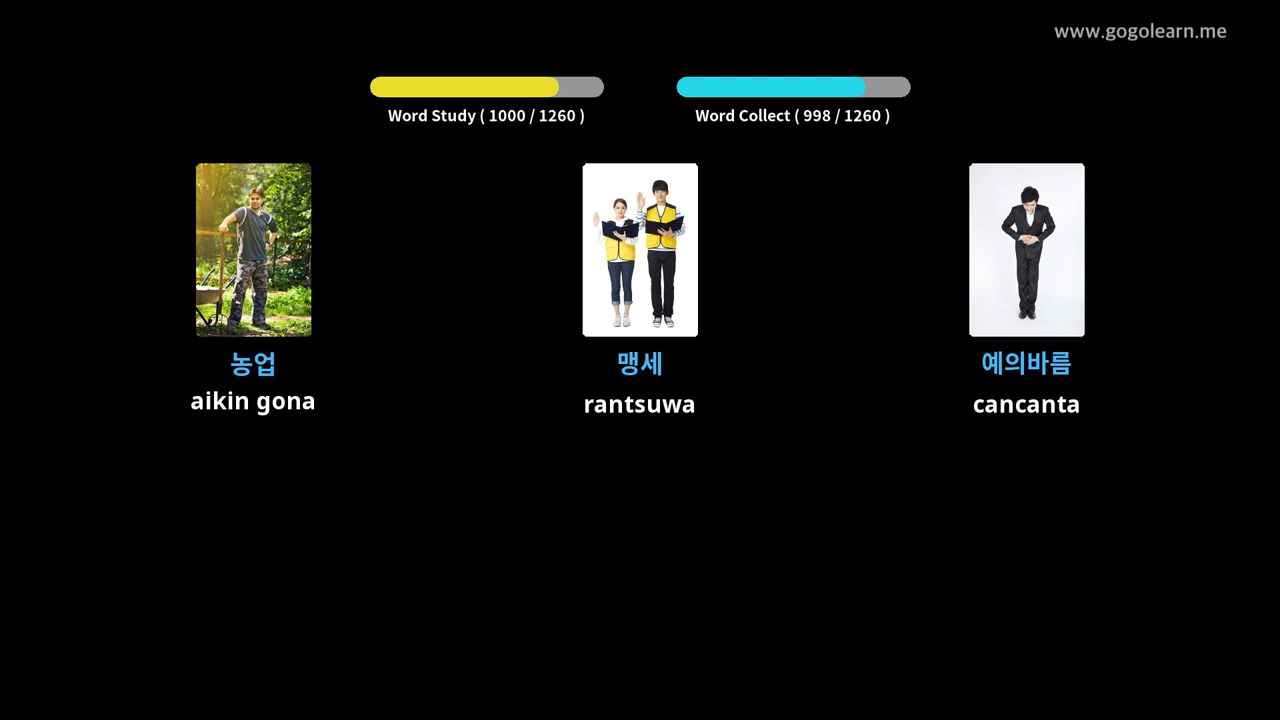 www.gogolearn.me
Word Study ( 1000 / 1260 )
Word Collect ( 998 / 1260 )
농업
aikin gona
맹세
rantsuwa
예의바름
cancanta